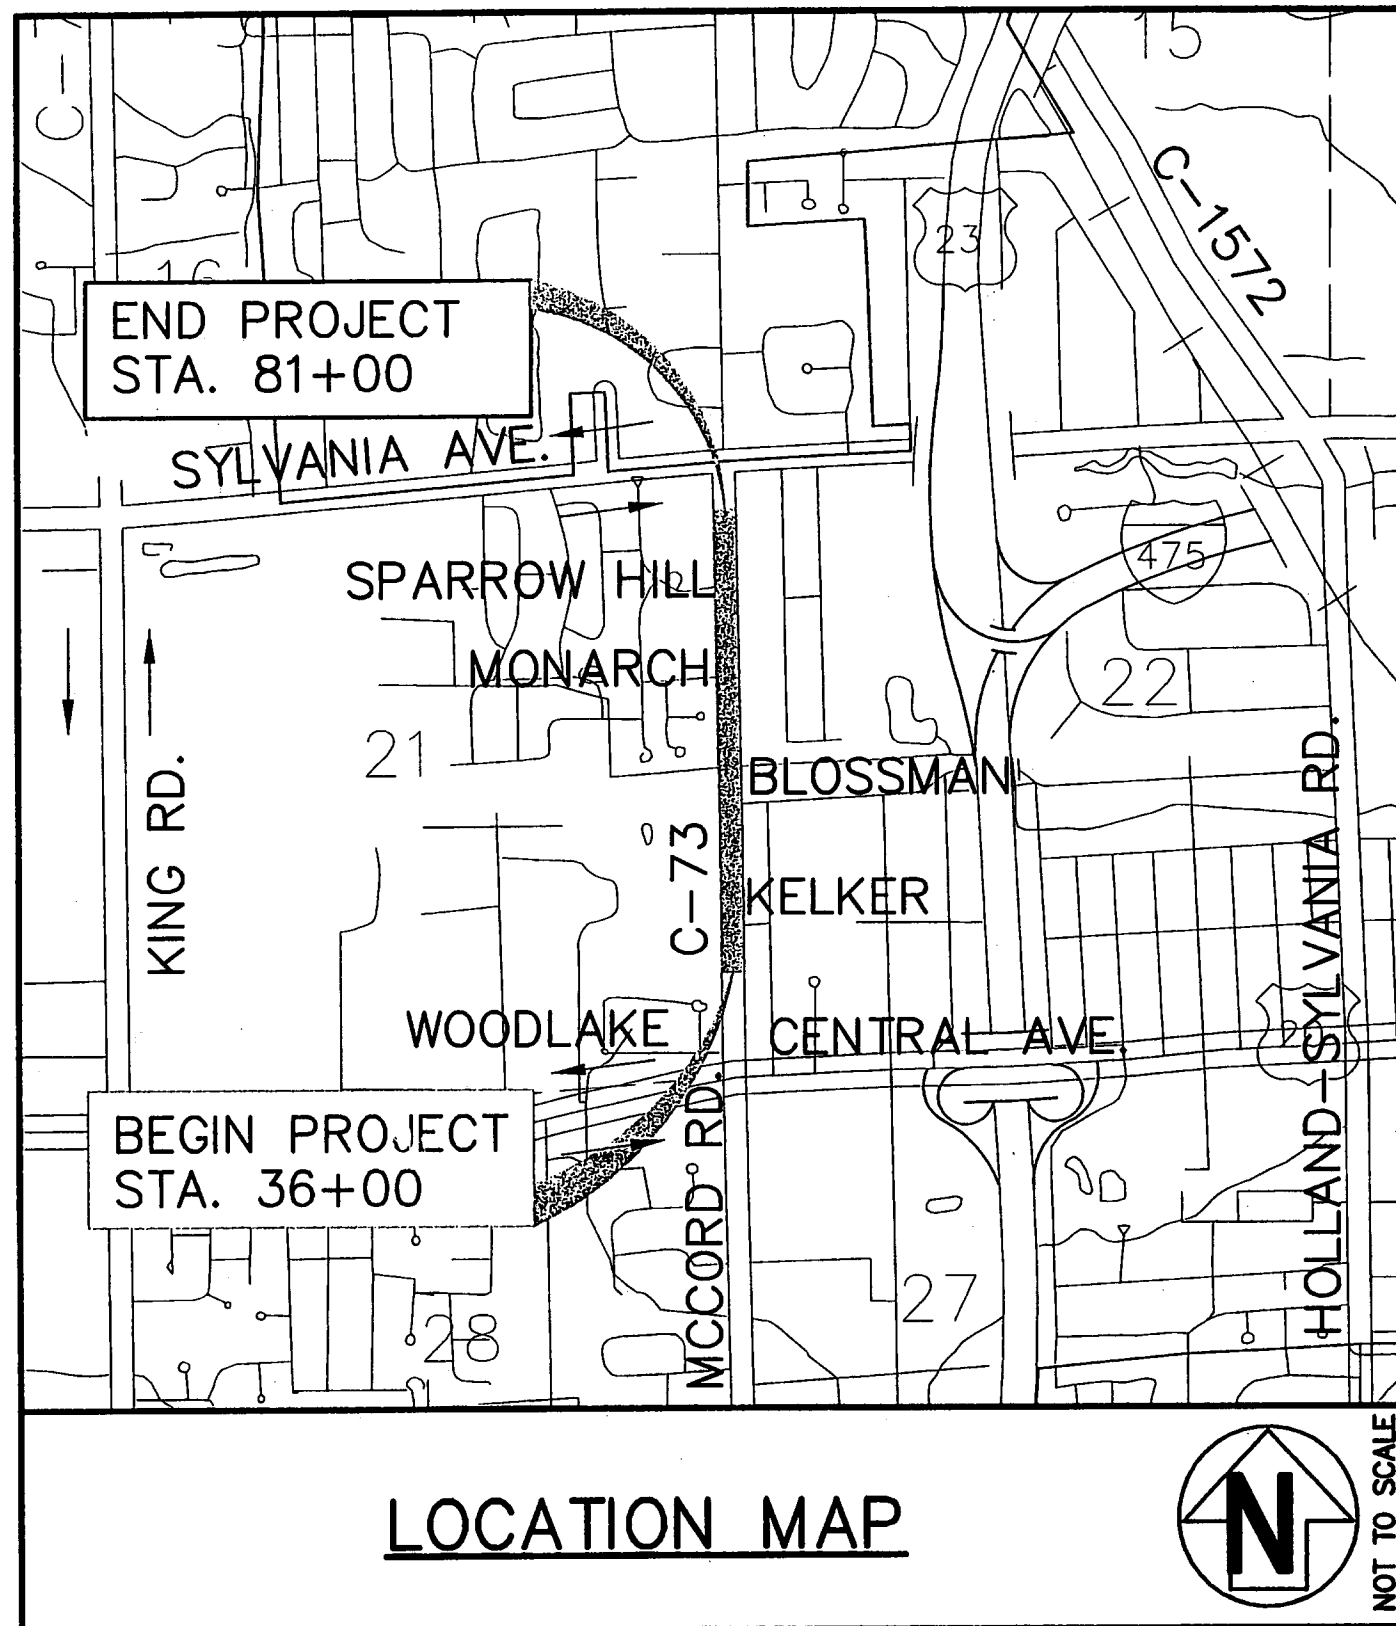 15
C-
C-1572
23
16
END PROJECT
STA. 81+00
SYLVANIA AVE.
475
SPARROW HILL
MONARCH
22
21
BLOSSMAN
KING RD.
C-73
KELKER
HOLLAND-SYLVANIA RD.
WOODLAKE
CENTRAL AVE.
BEGIN PROJECT
STA. 36+00
MCCORD RD.
27
28
LOCATION MAP
N
NOT TO SCALE